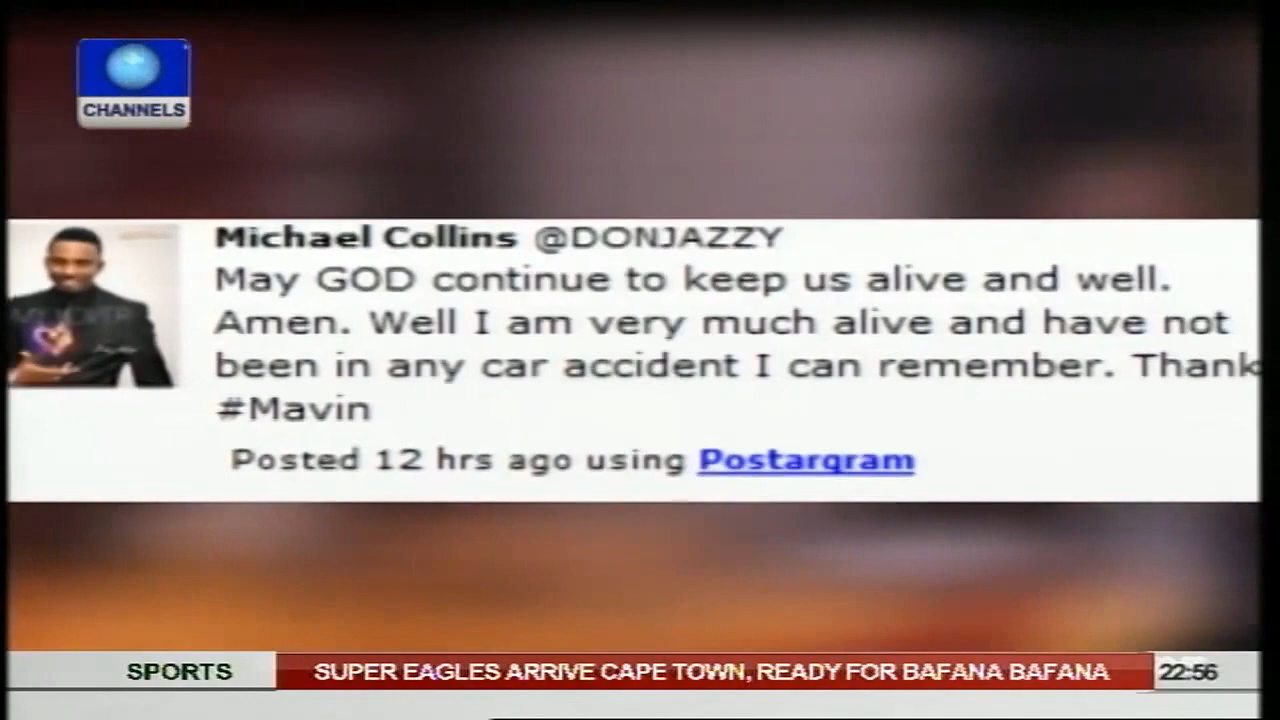 CHANNELS
Michael Collins @DONJAZZY
May GOD continue to keep us alive and well.
Amen. Well I am very much alive and have not
been in any car accident I can remember. Thank
#Mavin
Posted 12 hrs ago using Postarqram
SPORTS SUPER EAGLES ARRIVE CAPE TOWN, READY FOR BAFANA BAFANA 22:56